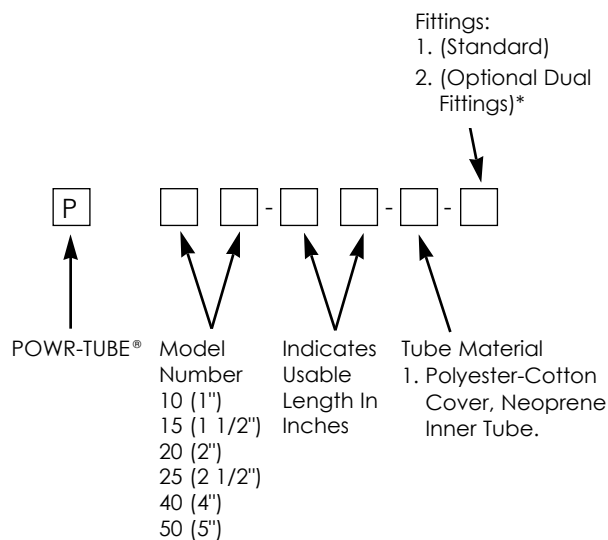 Fittings:
1. (Standard)
2. (Optional Dual
Fittings)*
P - - -
POWR-TUBE®
Model
Number
10 (1")
15 (1 1/2")
20 (2")
25 (2 1/2")
40 (4")
50 (5")
Indicates
Usable
Length In
Inches
Tube Material
1. Polyester-Cotton
Cover, Neoprene
Inner Tube.